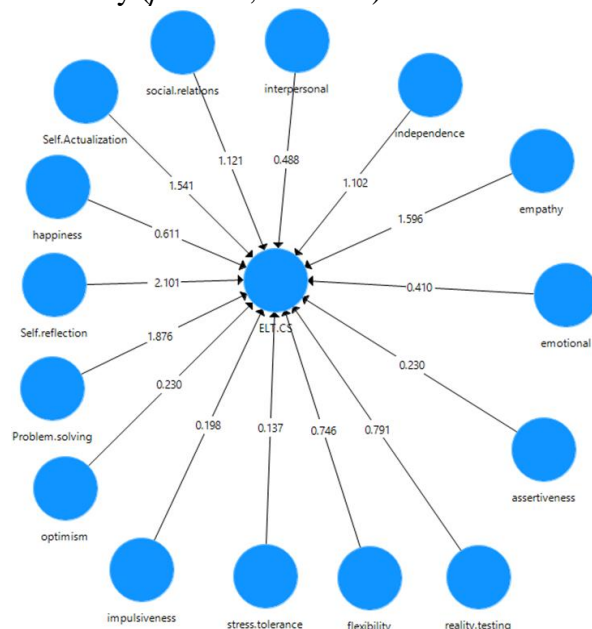 social.relations
interpersonal
independence
Self.Actualization
empathy
happiness
Self.reflection
emotional
Problem.solving
assertiveness
optimism
impulsiveness
stress.tolerance
flexibility
reality.testing
ELT.CS
1.121
0.488
1.102
1.541
1.596
0.611
2.101
0.410
1.876
0.230
0.230
0.198
0.137
0.746
0.791